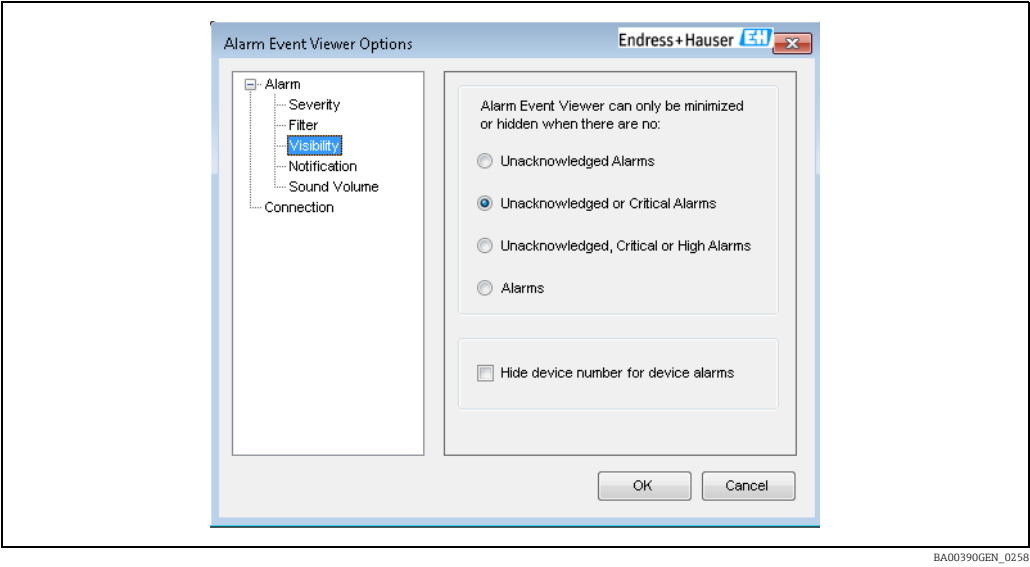 Alarm Event Viewer Options
Endress+Hauser EH
Alarm
Severity
Filter
Visibility
Notification
Sound Volume
Connection
Alarm Event Viewer can only be minimized
or hidden when there are no:
Unacknowledged Alarms
Unacknowledged or Critical Alarms
Unacknowledged, Critical or High Alarms
Alarms
Hide device number for device alarms
OK
Cancel
BA00390GEN_0258